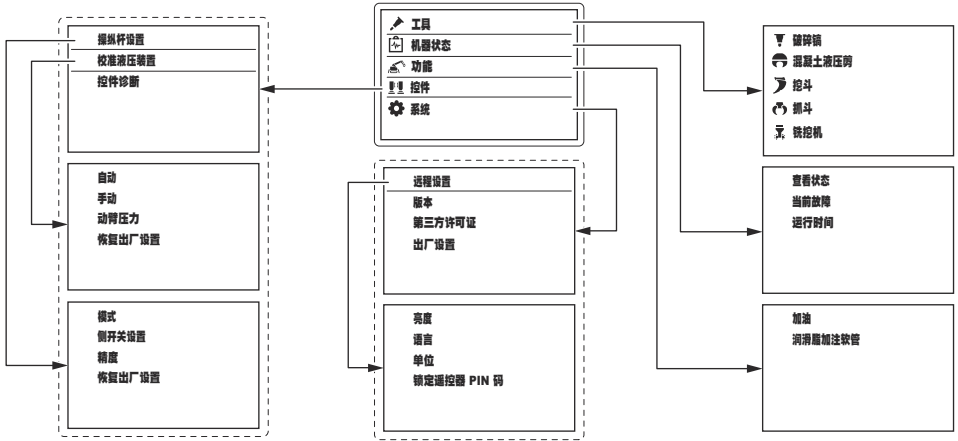 操纵杆设置
校准液压装置
控件诊断
自动
手动
动臂压力
恢复出厂设置
模式
侧开关设置
精度
恢复出厂设置
工具
机器状态
功能
控件
系统
远程设置
版本
第三方许可证
出厂设置
亮度
语言
单位
锁定遥控器 PIN 码
破碎镐
混凝土液压剪
挖斗
抓斗
铣挖机
查看状态
当前故障
运行时间
加油
润滑脂加注软管